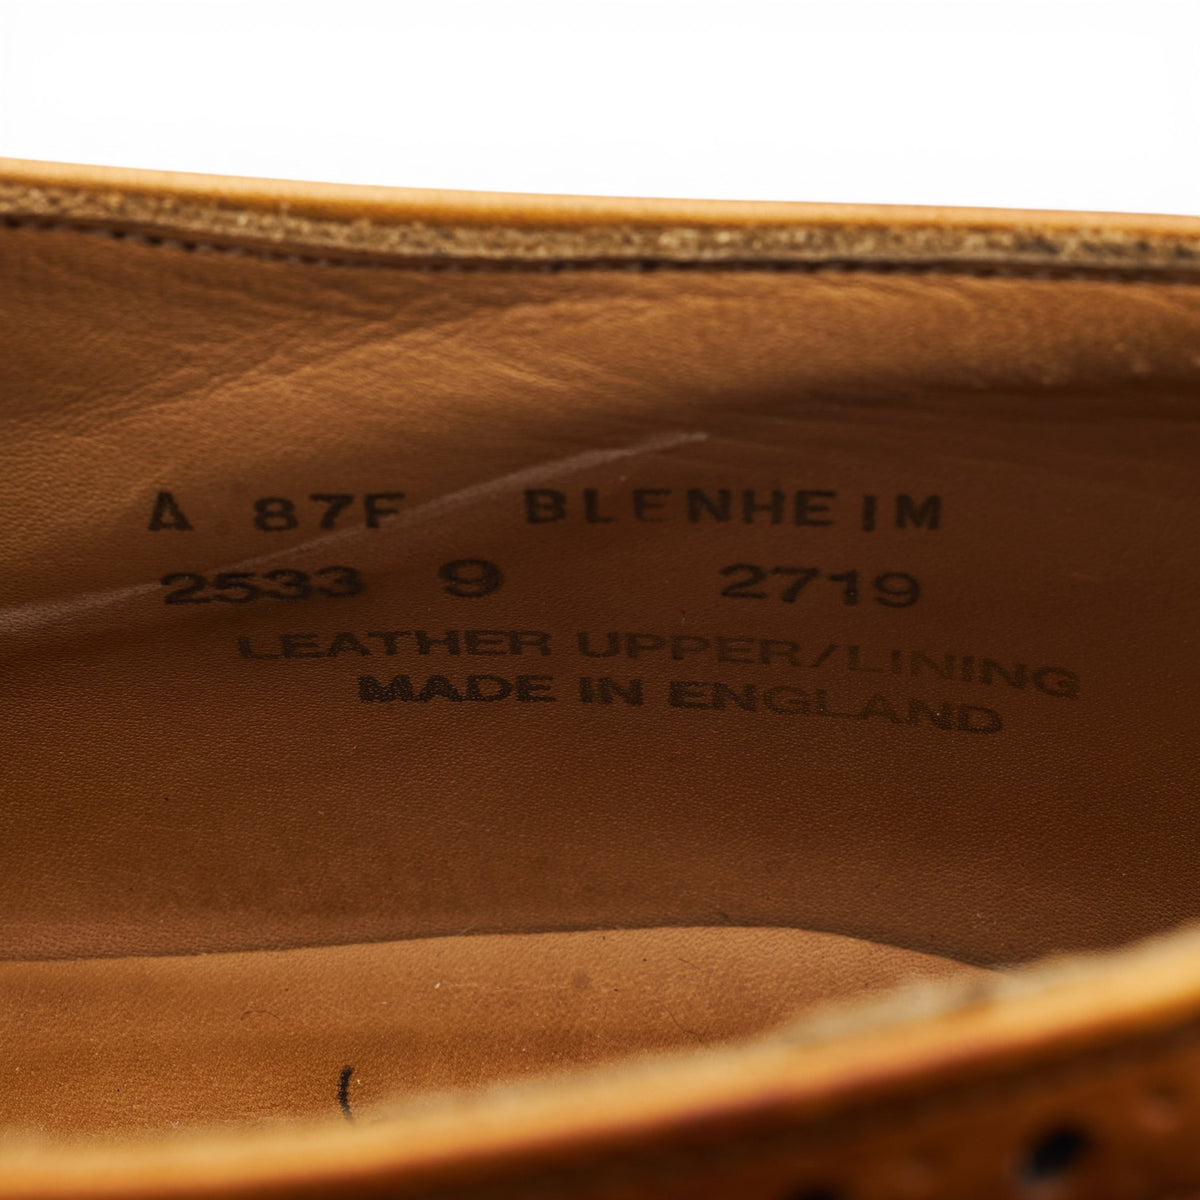 A 87F BLENHEIM
2533 9 2719
LEATHER UPPER/LINING
MADE IN ENGLAND